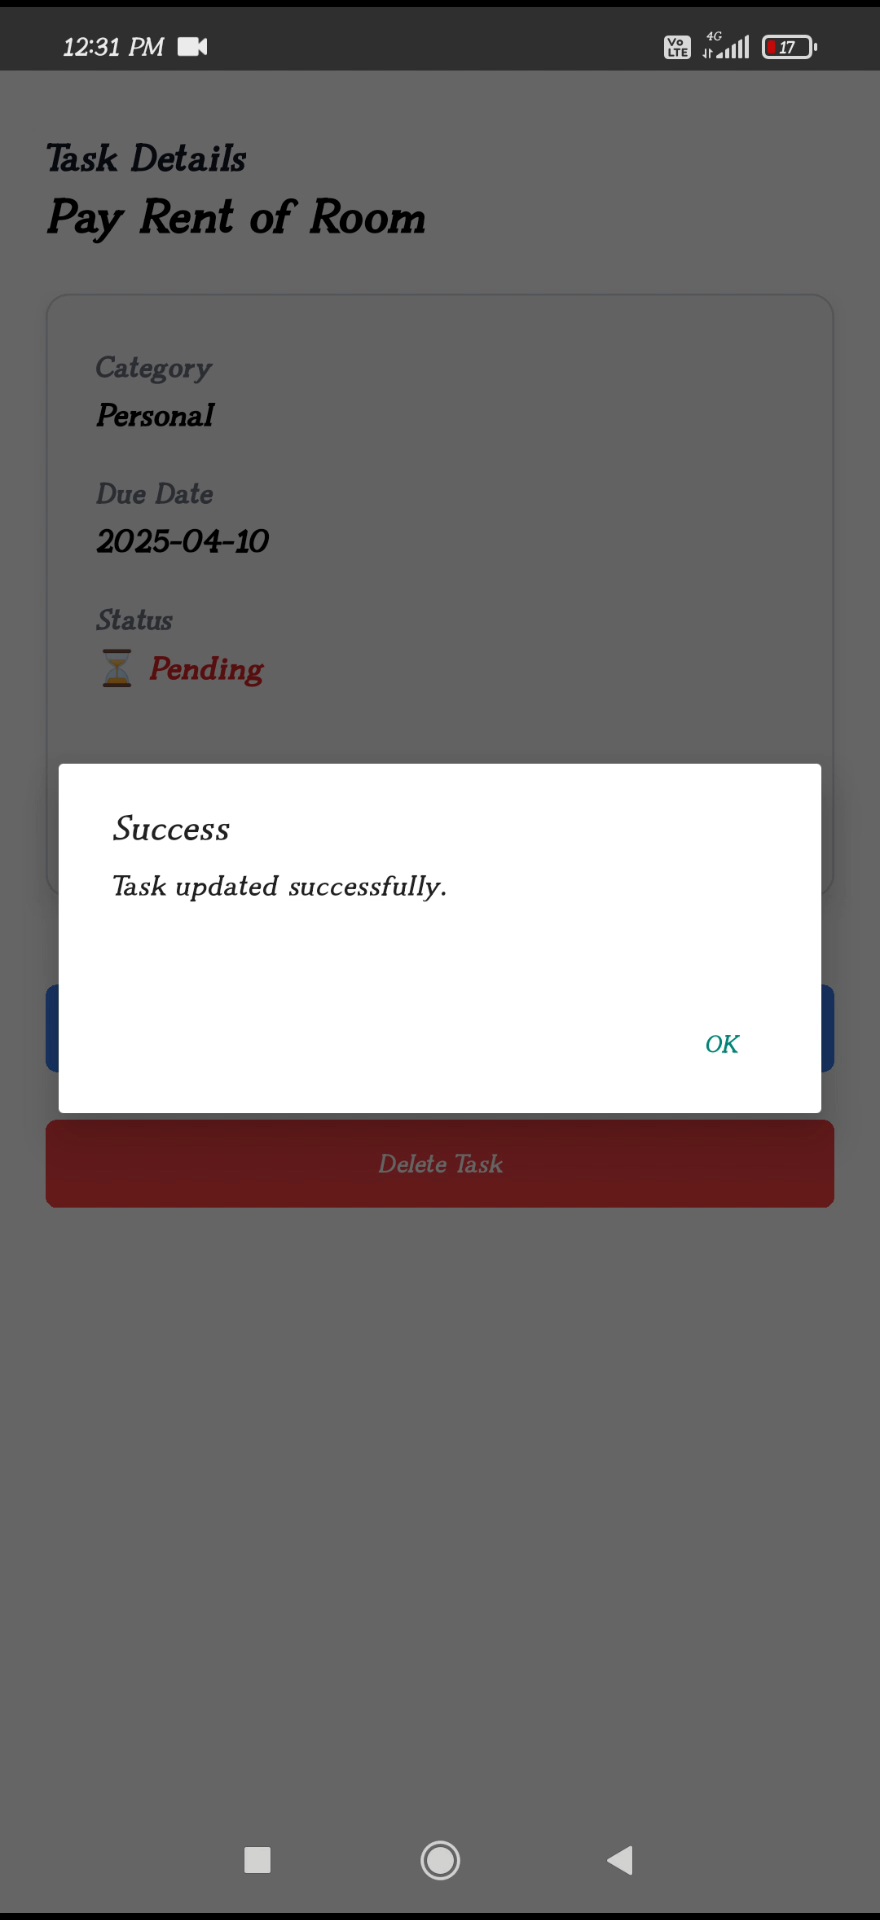 12:31 PM
Vo LTE
4G
17
Task Details
Pay Rent of Room
Category
Personal
Due Date
2025-04-10
Status
⏳ Pending
Success
Task updated successfully.
OK
Delete Task